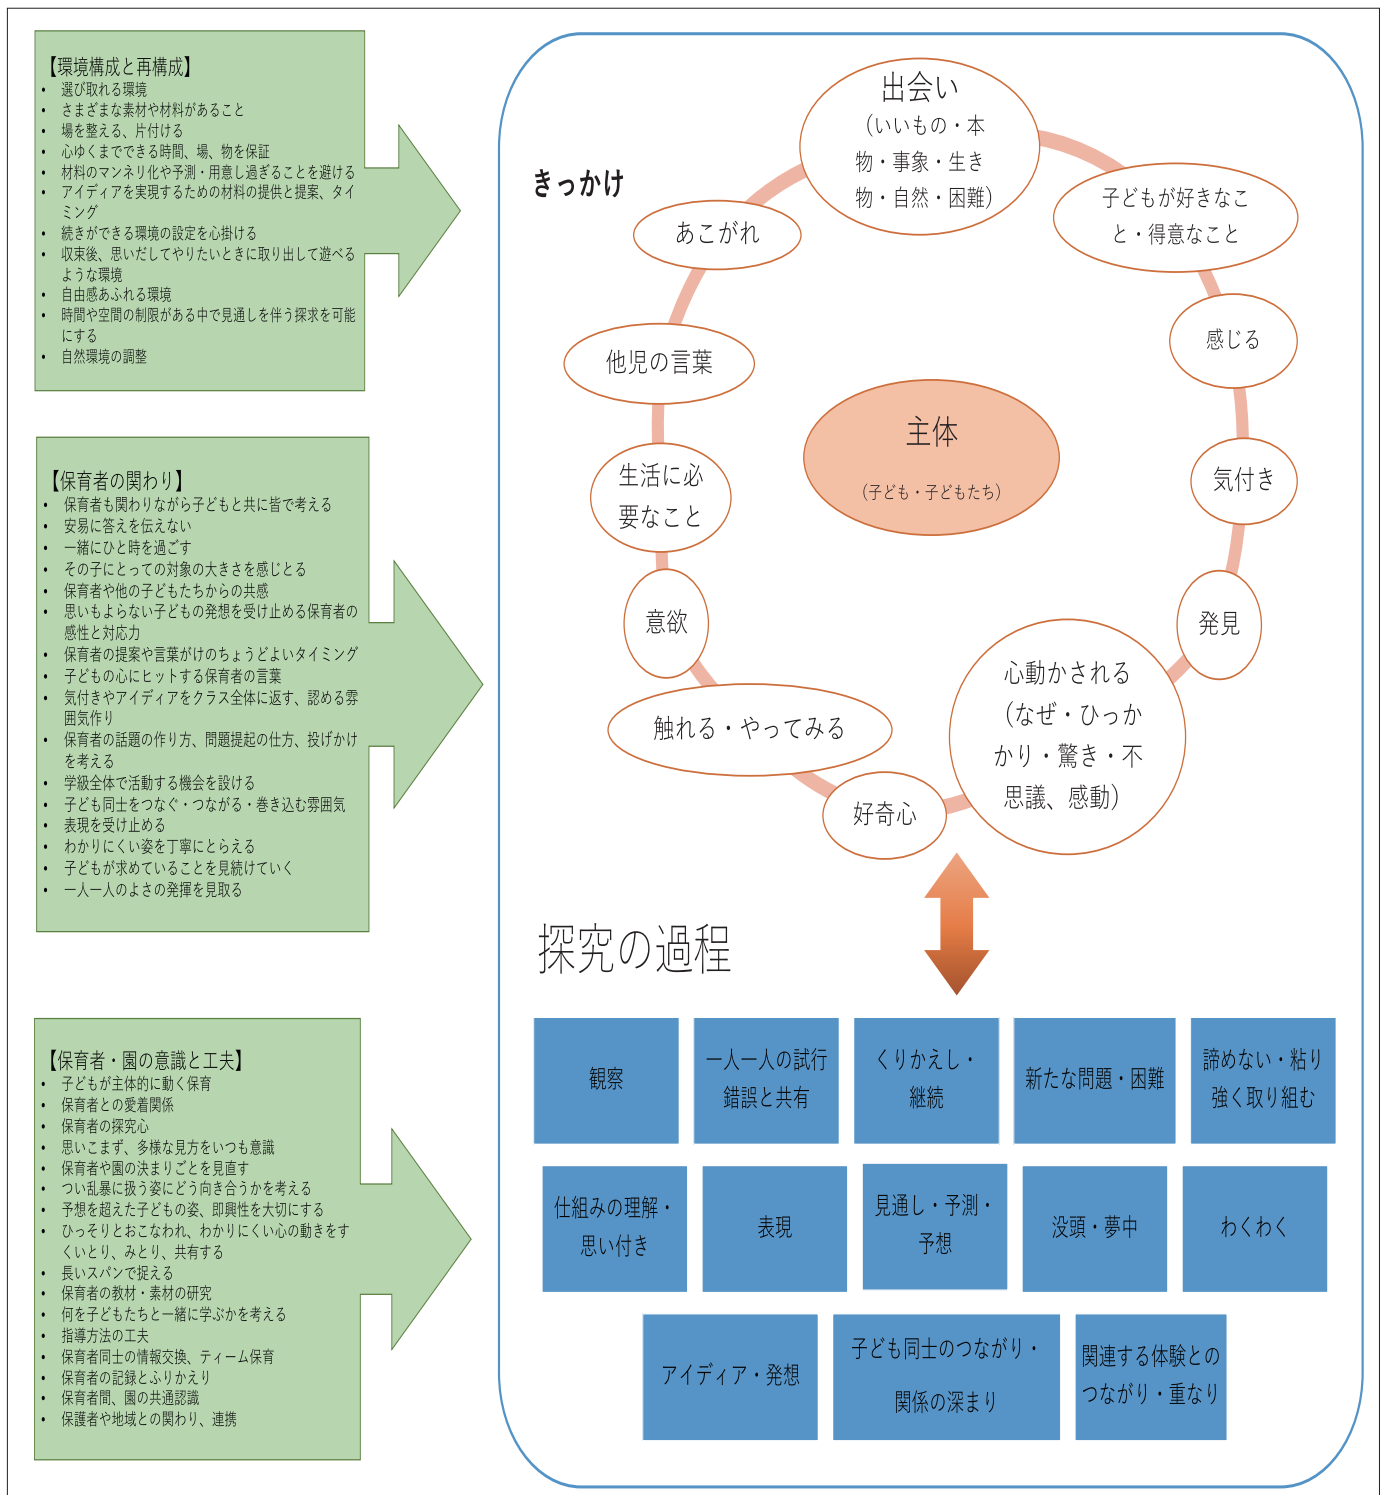 【環境構成と再構成】
• 選び取れる環境
• さまざまな素材や材料があること
• 場を整える、片付ける
• 心ゆくまでできる時間、場、物を保証
• 材料のマンネリ化や予測・用意し過ぎることを避ける
• アイディアを実現するための材料の提供と提案、タイ
ミング
• 続きができる環境の設定を心掛ける
• 収束後、思いだしてやりたいときに取り出して遊べる
ような環境
• 自由感あふれる環境
• 時間や空間の制限がある中で見通しを伴う探求を可能
にする
• 自然環境の調整
【保育者の関わり】
• 保育者も関わりながら子どもと共に皆で考える
• 安易に答えを伝えない
• 一緒にひと時を過ごす
• その子にとっての対象の大きさを感じとる
• 保育者や他の子どもたちからの共感
• 思いもよらない子どもの発想を受け止める保育者の
感性と対応力
• 保育者の提案や言葉がけのちょうどよいタイミング
• 子どもの心にヒットする保育者の言葉
• 気付きやアイディアをクラス全体に返す、認める雰
囲気作り
• 保育者の話題の作り方、問題提起の仕方、投げかけ
を考える
• 学級全体で活動する機会を設ける
• 子ども同士をつなぐ・つながる・巻き込む雰囲気
• 表現を受け止める
• わかりにくい姿を丁寧にとらえる
• 子どもが求めていることを見続けていく
• 一人一人のよさの発揮を見取る
【保育者・園の意識と工夫】
• 子どもが主体的に動く保育
• 保育者との愛着関係
• 保育者の探究心
• 思いこまず、多様な見方をいつも意識
• 保育者や園の決まりごとを見直す
• つい乱暴に扱う姿にどう向き合うかを考える
• 予想を超えた子どもの姿、即興性を大切にする
• ひっそりとおこなわれ、わかりにくい心の動きをす
くいとり、みとり、共有する
• 長いスパンで捉える
• 保育者の教材・素材の研究
• 何を子どもたちと一緒に学ぶかを考える
• 指導方法の工夫
• 保育者同士の情報交換、ティーム保育
• 保育者の記録とふりかえり
• 保育者間、園の共通認識
• 保護者や地域との関わり、連携
きっかけ
出会い
（いいもの・本
物・事象・生き
物・自然・困難）
子どもが好きなこ
と・得意なこと
感じる
気付き
発見
心動かされる
（なぜ・ひっか
かり・驚き・不
思議、感動）
好奇心
触れる・やってみる
意欲
生活に必
要なこと
他児の言葉
あこがれ
主体
（子ども・子どもたち）
探究の過程
観察
一人一人の試行
錯誤と共有
くりかえし・
継続
新たな問題・困難
諦めない・粘り
強く取り組む
仕組みの理解・
思い付き
表現
見通し・予測・
予想
没頭・夢中
わくわく
アイディア・発想
子ども同士のつながり・
関係の深まり
関連する体験との
つながり・重なり